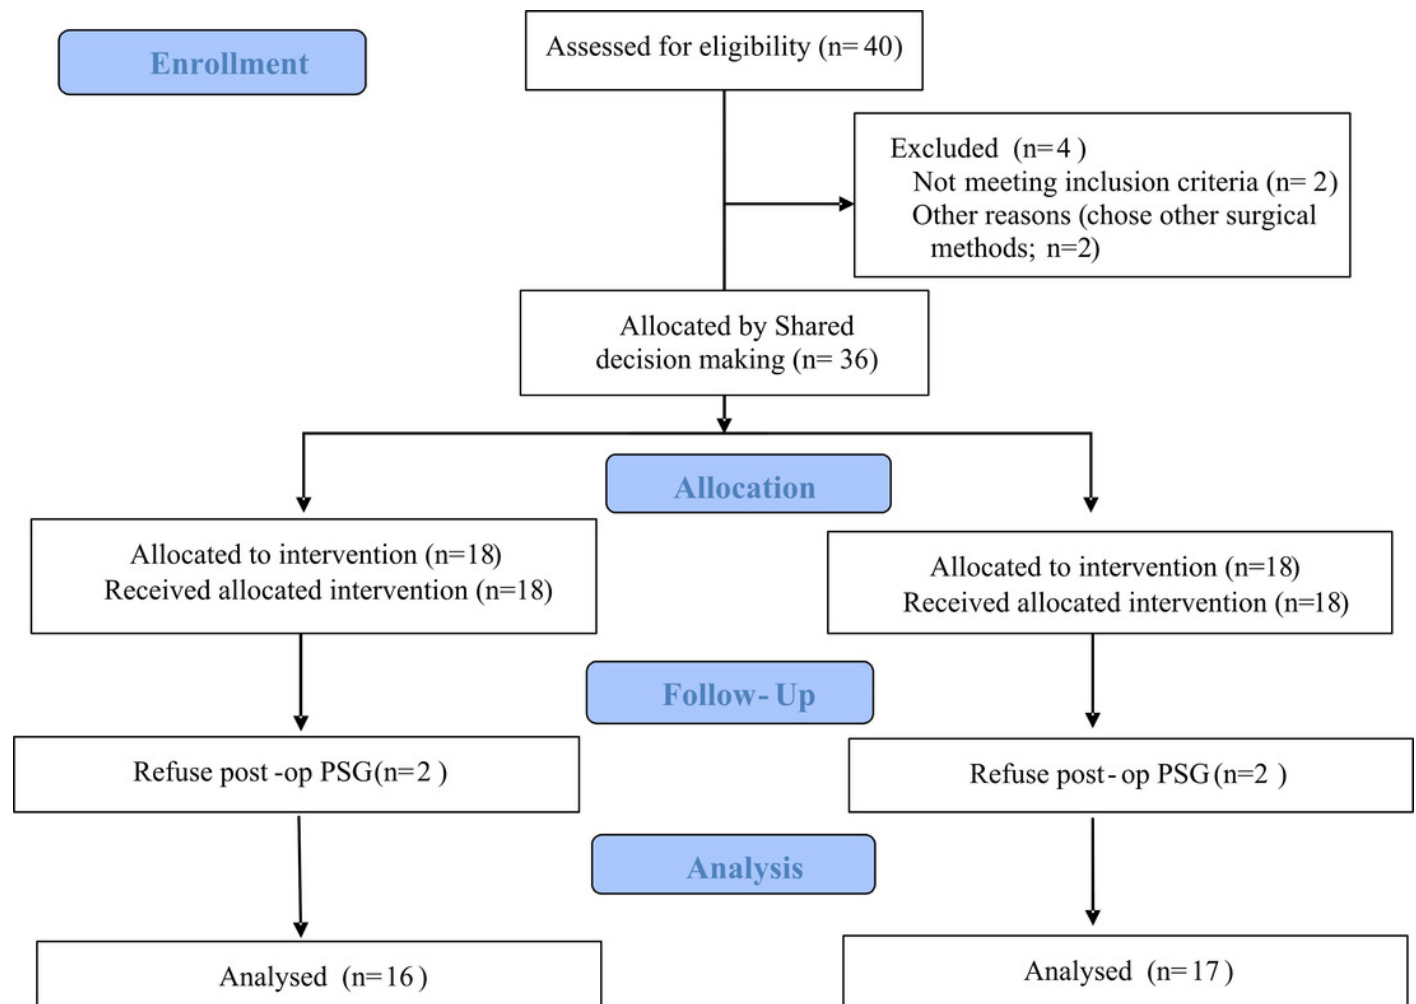 Enrollment
Assessed for eligibility (n= 40)
Excluded (n=4 )
Not meeting inclusion criteria (n= 2)
Other reasons (chose other surgical
methods; n=2)
Allocated by Shared
decision making (n= 36)
Allocation
Allocated to intervention (n=18)
Received allocated intervention (n=18)
Allocated to intervention (n=18)
Received allocated intervention (n=18)
Follow-Up
Refuse post-op PSG(n=2 )
Refuse post-op PSG(n=2 )
Analysis
Analysed (n=16 )
Analysed (n=17)